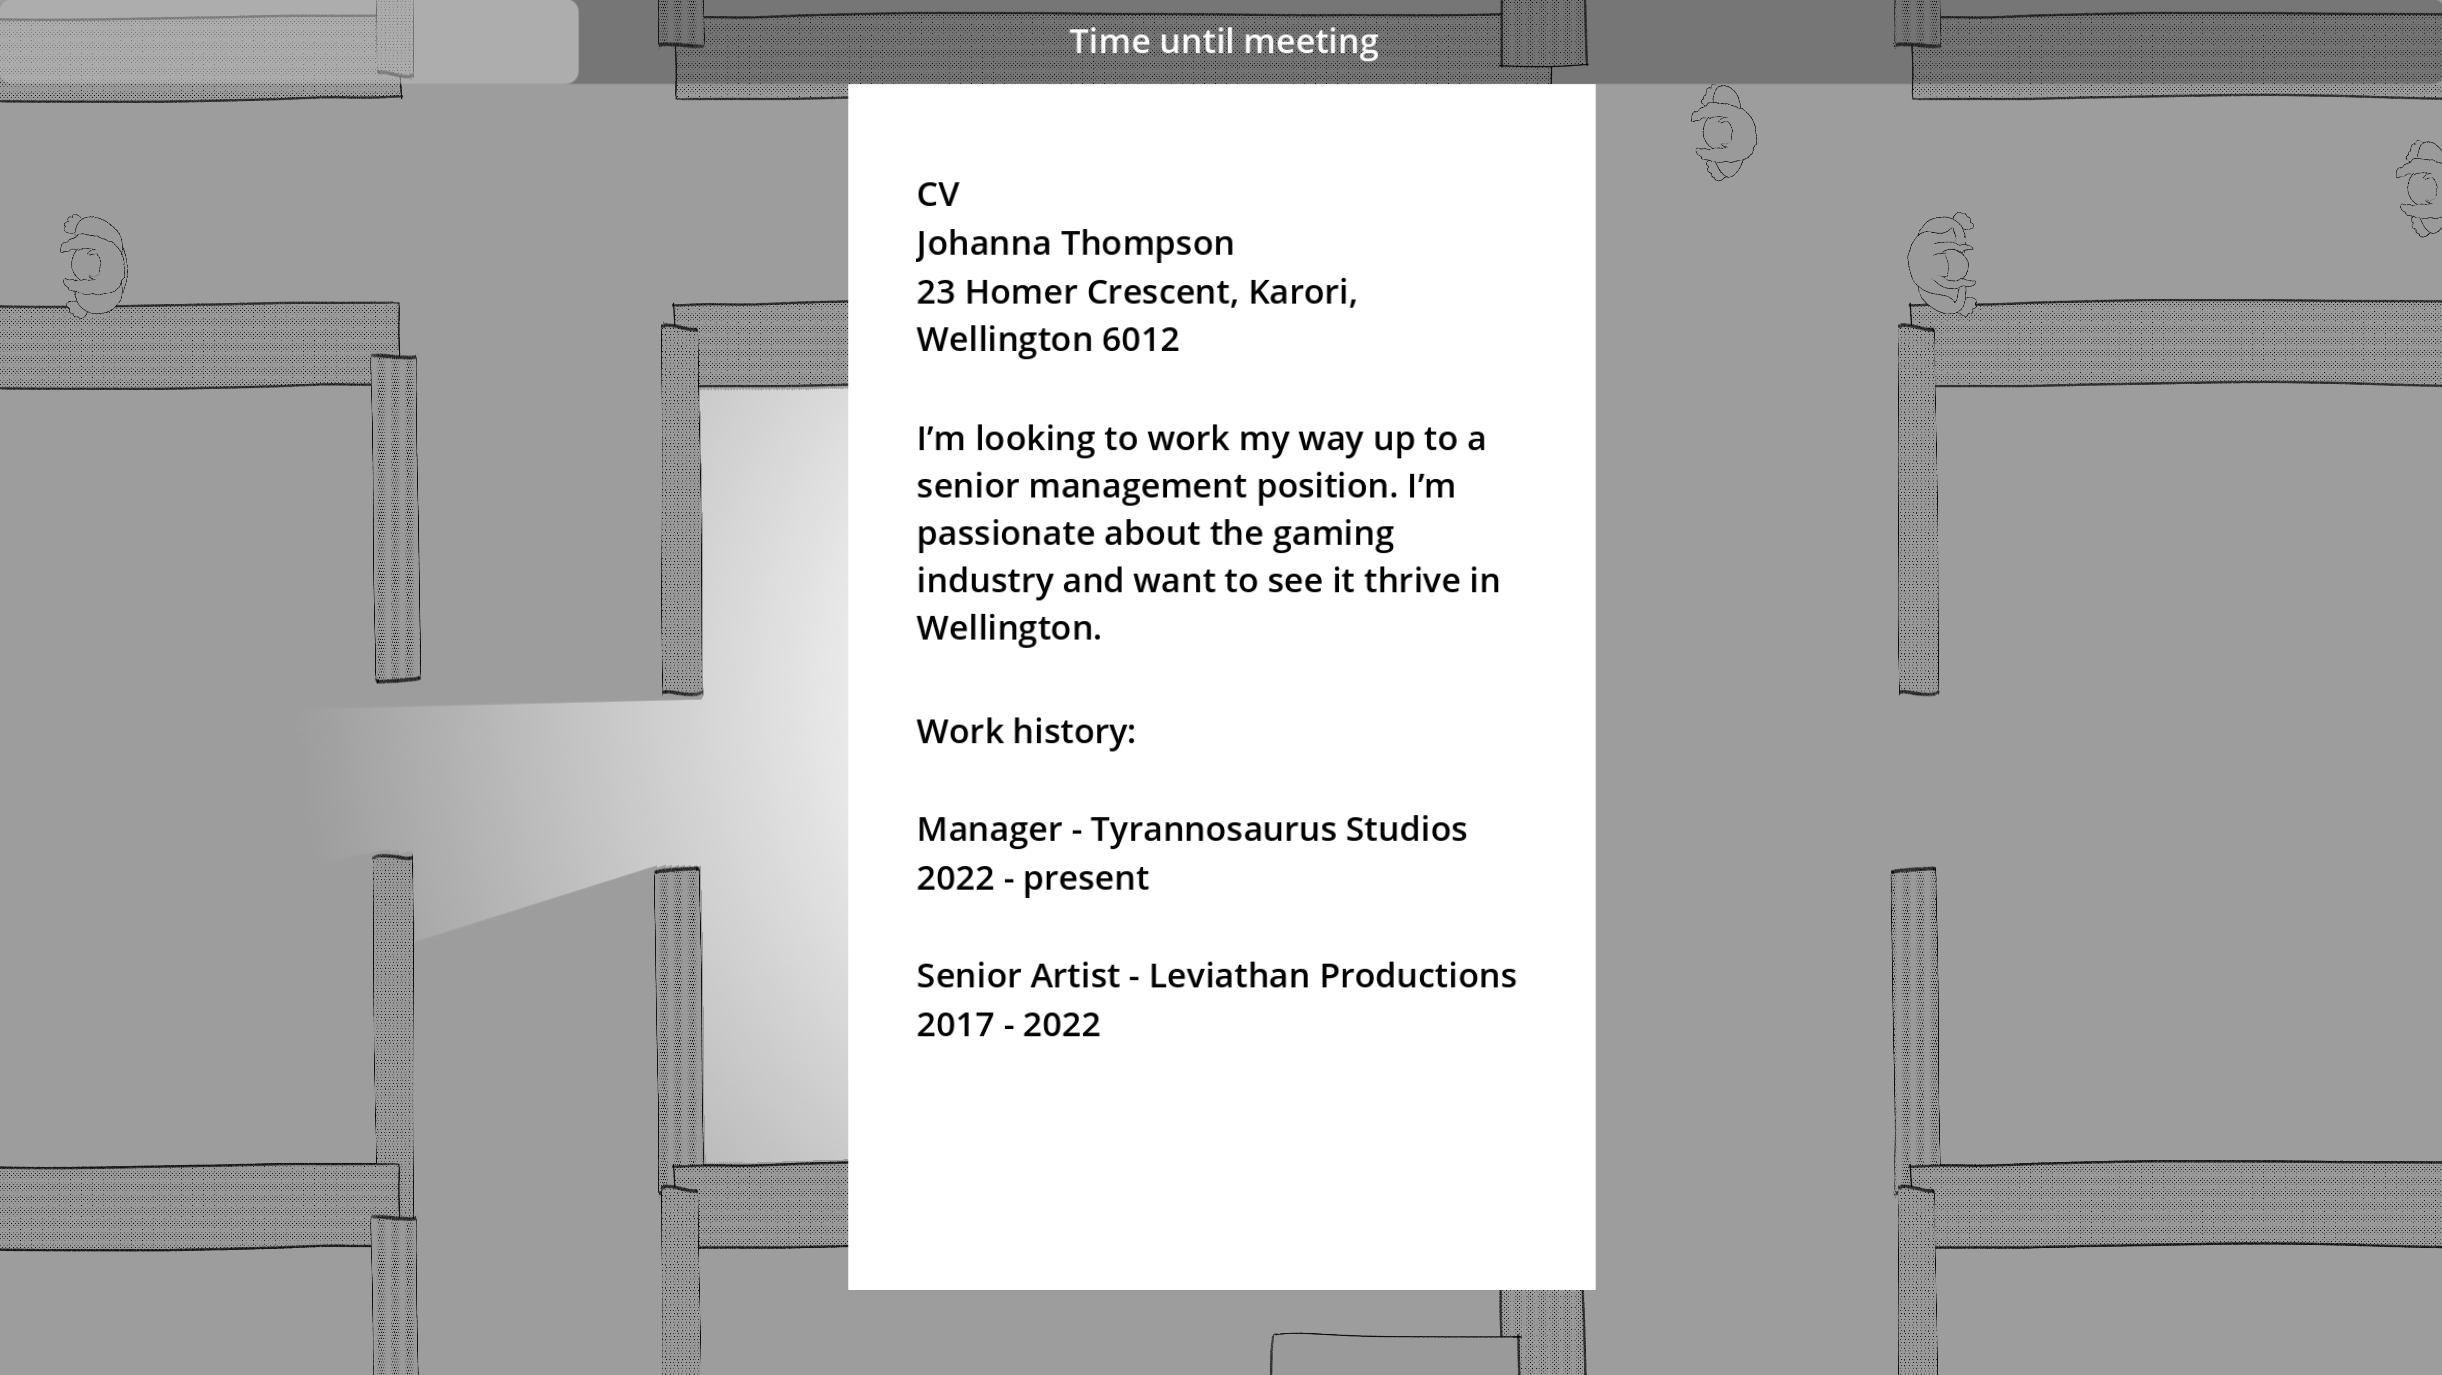 Time until meeting
CV
Johanna Thompson
23 Homer Crescent, Karori,
Wellington 6012
I’m looking to work my way up to a
senior management position. I’m
passionate about the gaming
industry and want to see it thrive in
Wellington.
Work history:
Manager - Tyrannosaurus Studios
2022 - present
Senior Artist - Leviathan Productions
2017 - 2022